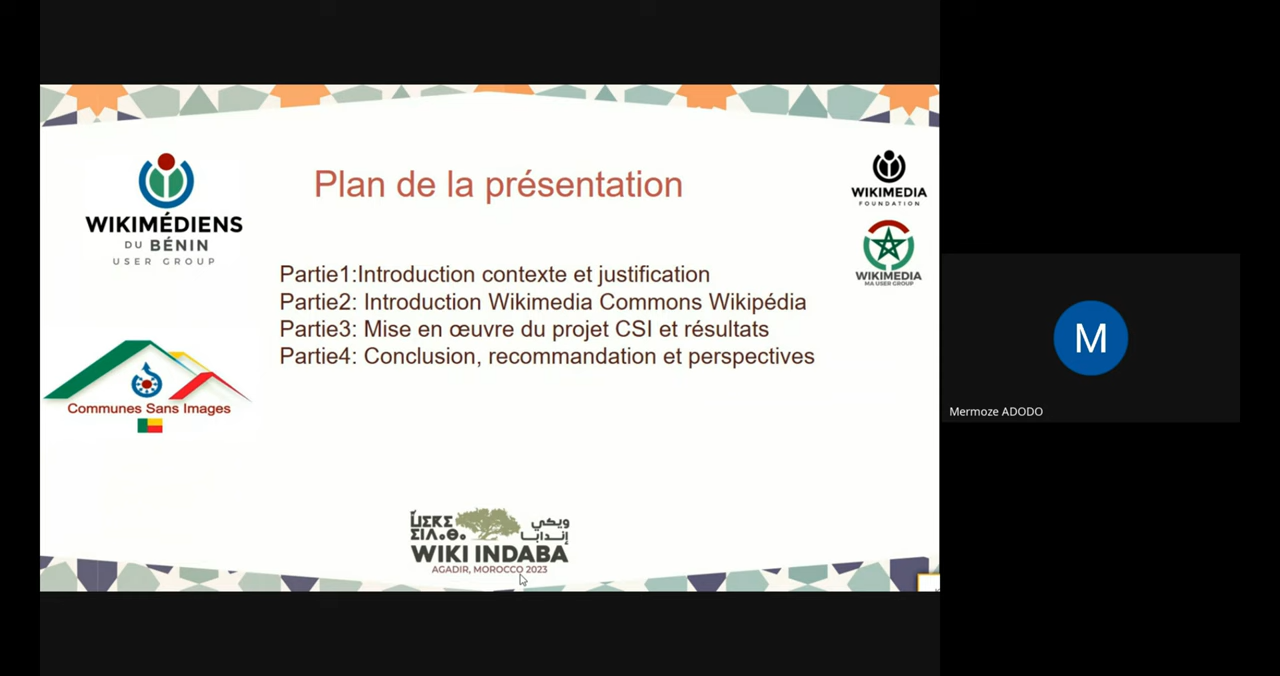 WIKIMÉDIENS
DU BÉNIN
USER GROUP
Plan de la présentation
WIKIMEDIA
FOUNDATION
WIKIMEDIA
MA USER GROUP
Partie1:Introduction contexte et justification
Partie2: Introduction Wikimedia Commons Wikipédia
Partie3: Mise en œuvre du projet CSI et résultats
Partie4: Conclusion, recommandation et perspectives
Communes Sans Images
M
Mermoze ADODO
ويكي
ⵉⵏⴷⴰⴱⴰ إندابا
WIKI INDABA
AGADIR, MOROCCO 2023